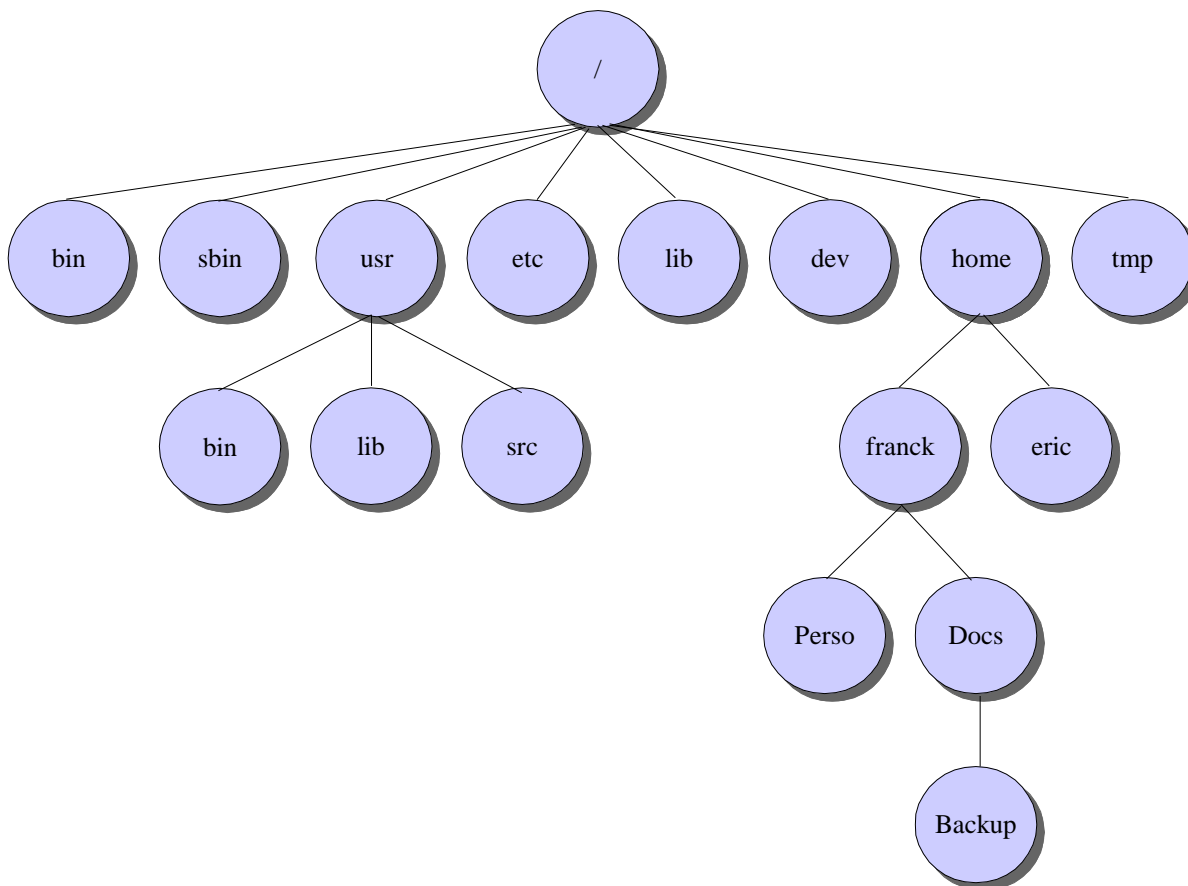 /
bin
sbin
usr
etc
lib
dev
home
tmp
bin
lib
src
franck
eric
Perso
Docs
Backup